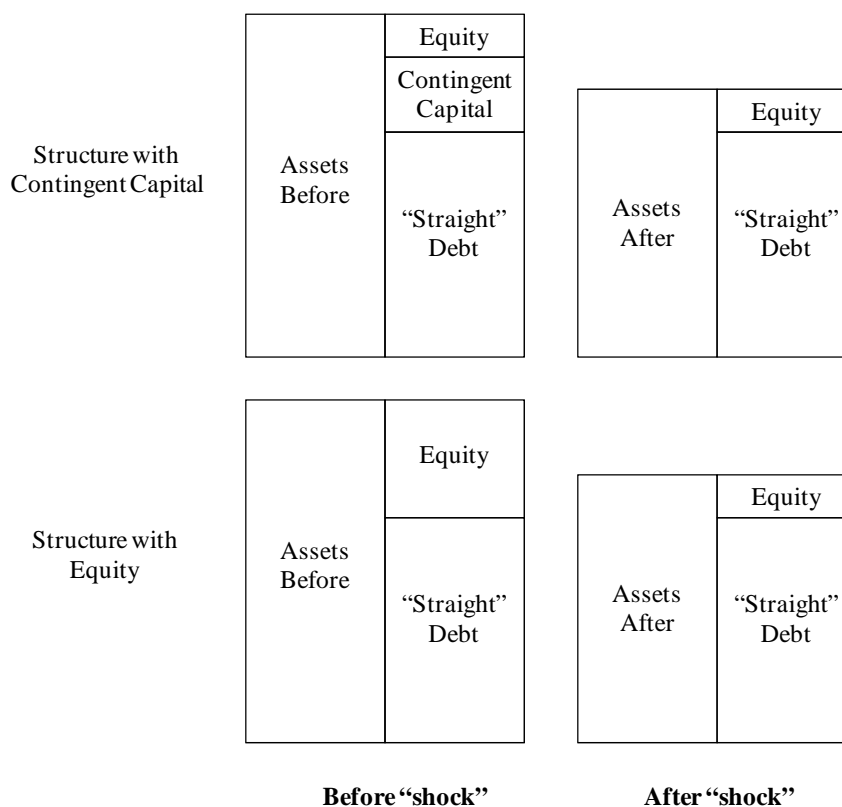 Equity
Contingent
Capital
Equity
Structure with
Contingent Capital
Assets
Before
“Straight”
Debt
Assets
After
“Straight”
Debt
Equity
Equity
Structure with
Equity
Assets
Before
“Straight”
Debt
Assets
After
“Straight”
Debt
Before “shock”
After “shock”